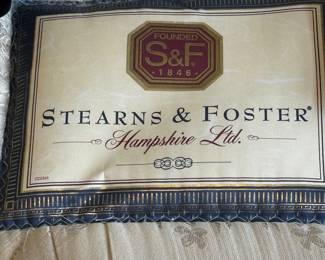 FOUNDED
S&F
· 1846 ·
STEARNS & FOSTER®
Hampshire Ltd.